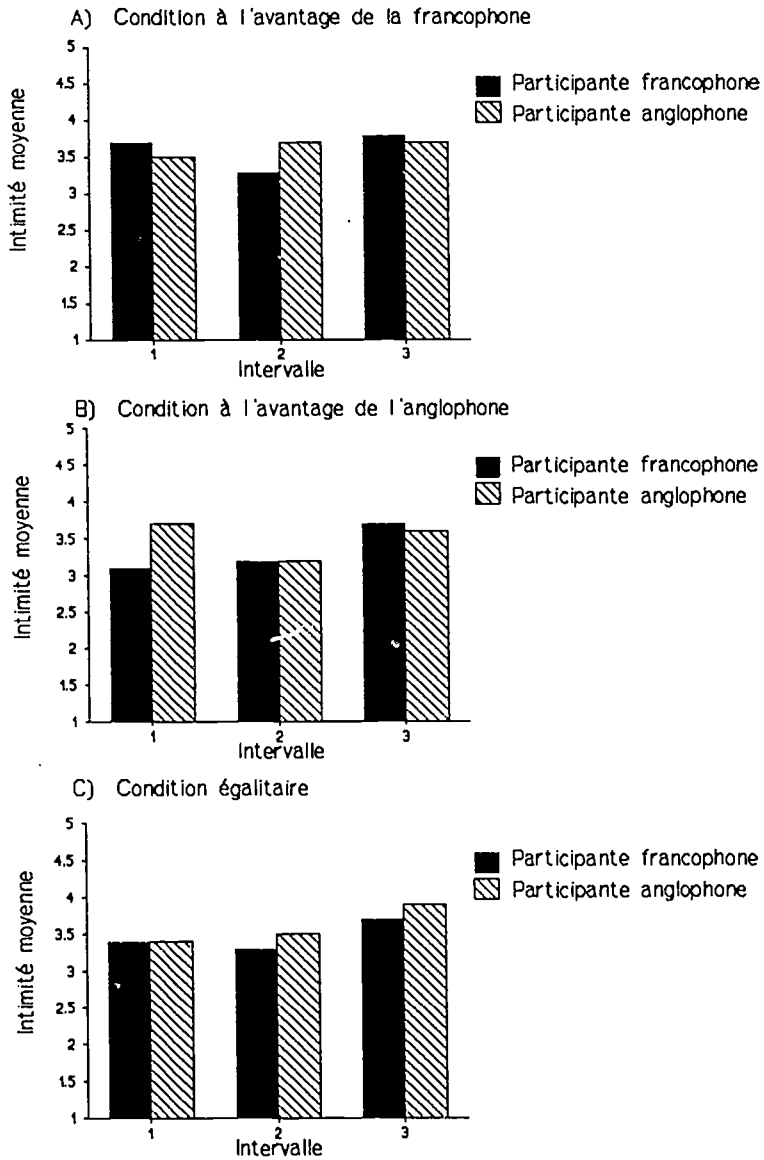 A) Condition à l'avantage de la francophone
5
4.5
4
3.5
3
2.5
2
1.5
1
Intimité moyenne
1
2
3
Intervalle
Participante francophone
Participante anglophone
B) Condition à l'avantage de l'anglophone
5
4 5
4
3.5
3
2.5
2
1.5
1
Intimité moyenne
1
2
3
Intervalle
Participante francophone
Participante anglophone
C) Condition égalitaire
5
4.5
4
3.5
3
2.5
2
1.5
1
Intimité moyenne
1
2
3
Intervalle
Participante francophone
Participante anglophone